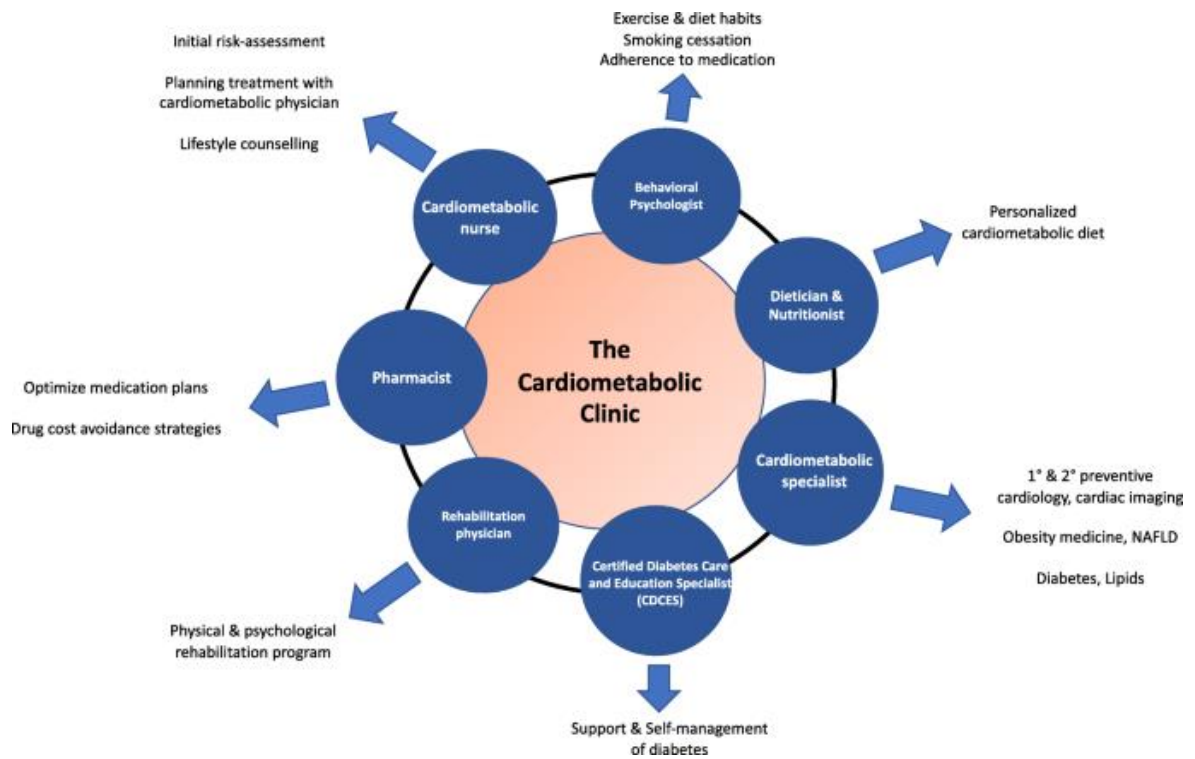 Exercise & diet habits
Smoking cessation
Adherence to medication
Initial risk-assessment
Planning treatment with
cardiometabolic physician
Lifestyle counselling
Cardiometabolic
nurse
Behavioral
Psychologist
Personalized
cardiometabolic diet
Dietician &
Nutritionist
The
Cardiometabolic
Clinic
Pharmacist
Optimize medication plans
Drug cost avoidance strategies
Cardiometabolic
specialist
1° & 2° preventive
cardiology, cardiac imaging
Obesity medicine, NAFLD
Diabetes, Lipids
Rehabilitation
physician
Certified Diabetes Care
and Education Specialist
(CDCES)
Physical & psychological
rehabilitation program
Support & Self-management
of diabetes